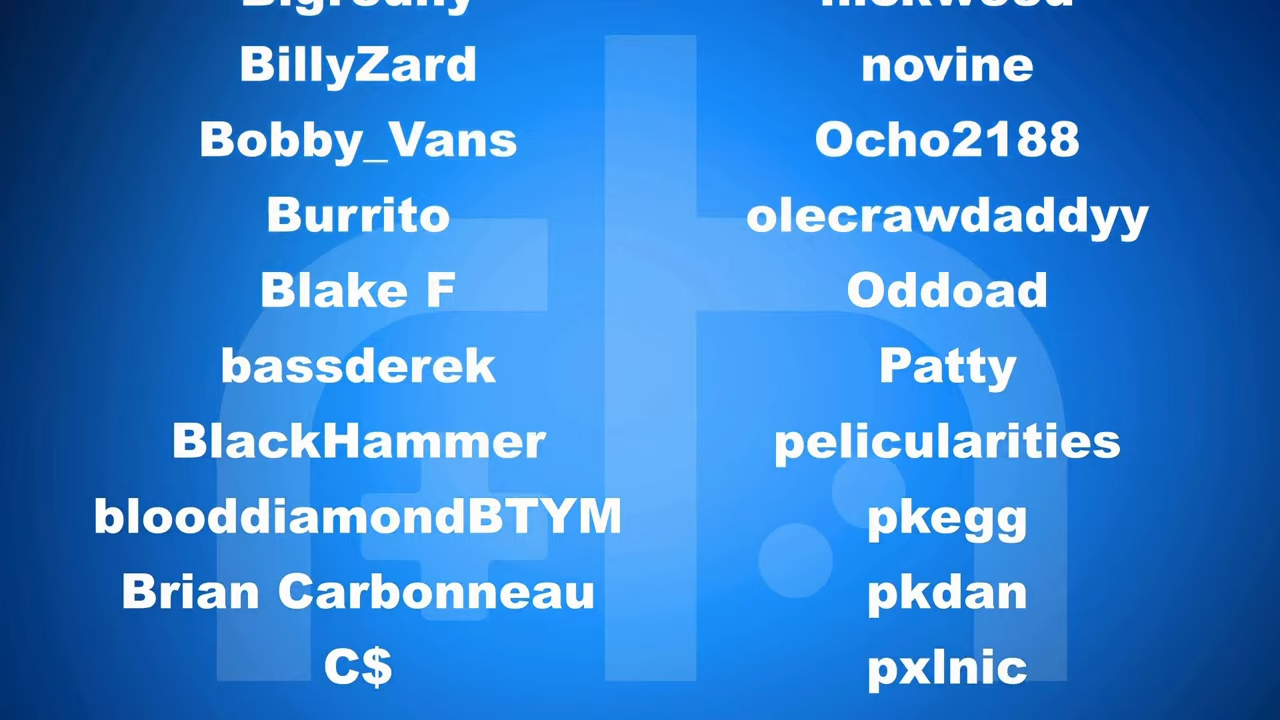 BillyZard
Bobby_Vans
Burrito
Blake F
bassderek
BlackHammer
blooddiamondBTYM
Brian Carbonneau
C$
novine
Ocho2188
olecrawdaddyy
Oddoad
Patty
pelicularities
pkegg
pkdan
pxlnic